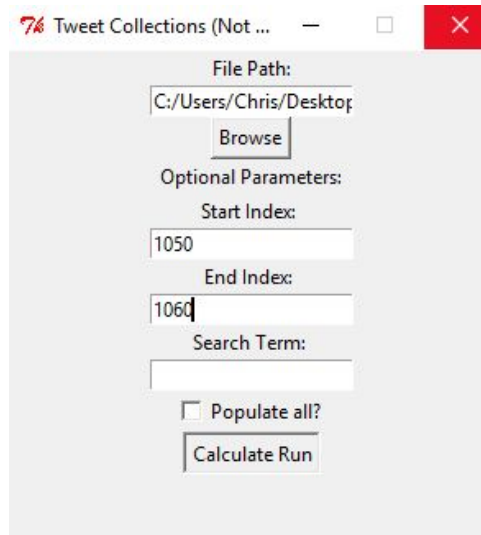 Tweet Collections (Not ...
File Path:
C:/Users/Chris/Desktop
Browse
Optional Parameters:
Start Index:
1050
End Index:
1060
Search Term:
Populate all?
Calculate Run